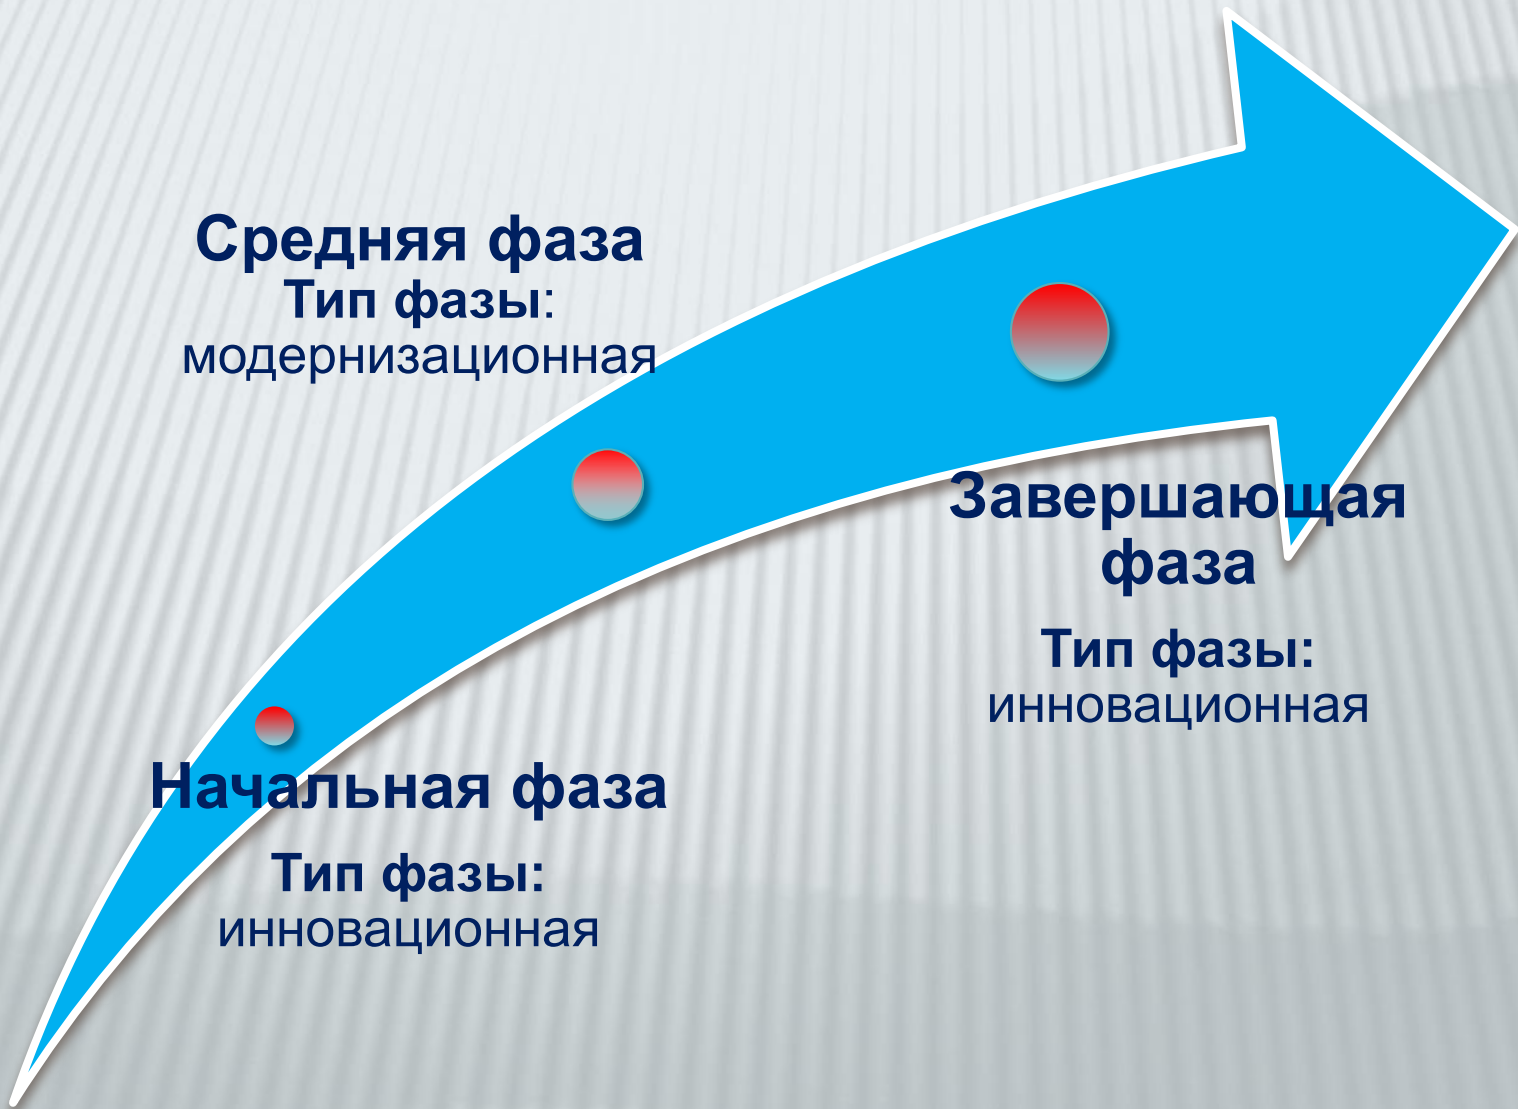 Средняя фаза
Тип фазы:
модернизационная
Завершающая
фаза
Тип фазы:
инновационная
Начальная фаза
Тип фазы:
инновационная